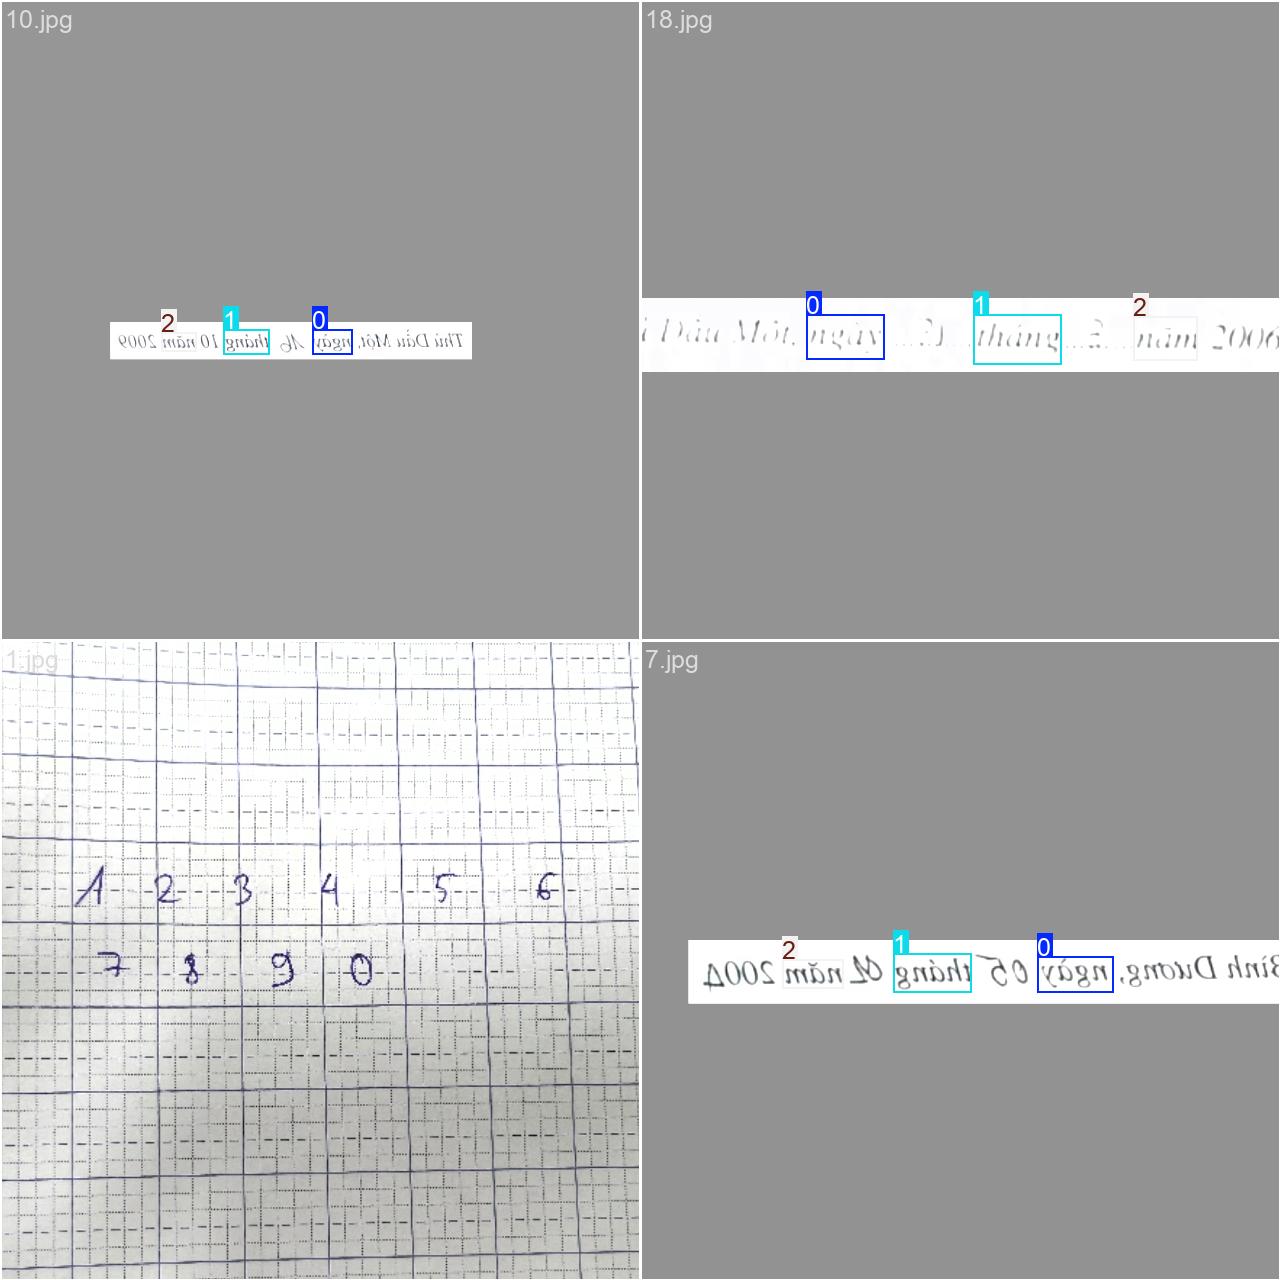 10.jpg
Thủ Dầu Một, ngày 16 tháng 10 năm 2009
0
1
2
18.jpg
Dầu Một, ngày tháng năm 2006
0
1
2
1.jpg
1 2 3 4 5 6
7 8 9 0
7.jpg
Bình Dương, ngày 05 tháng 02 năm 2004
0
1
2